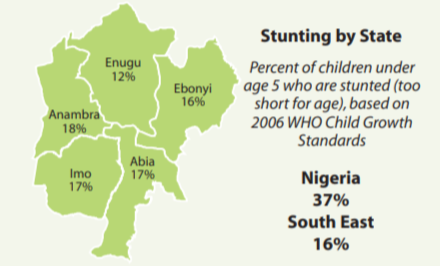 Enugu
12%
Ebonyi
16%
Anambra
18%
Imo
17%
Abia
17%
Stunting by State
Percent of children under
age 5 who are stunted (too
short for age), based on
2006 WHO Child Growth
Standards
Nigeria
37%
South East
16%